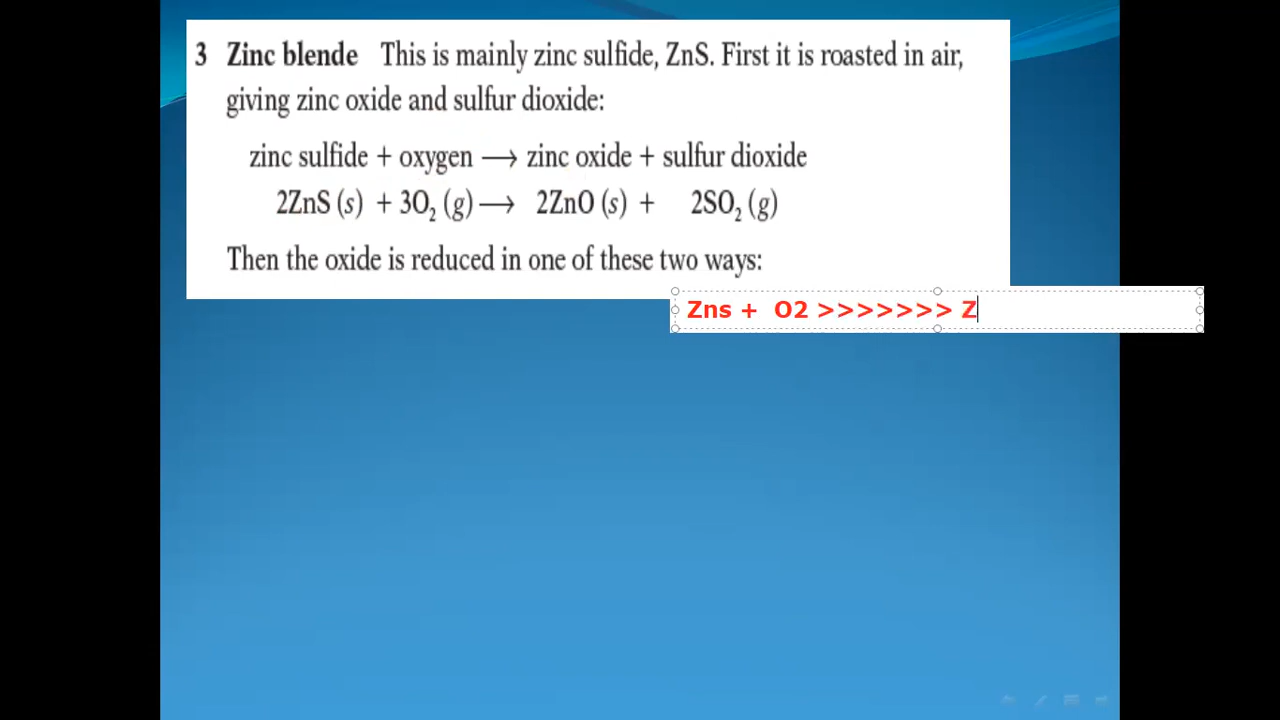 3 Zinc blende This is mainly zinc sulfide, ZnS. First it is roasted in air,
giving zinc oxide and sulfur dioxide:
zinc sulfide + oxygen ⟶ zinc oxide + sulfur dioxide
2ZnS (s) + 3O₂ (g) ⟶ 2ZnO (s) + 2SO₂ (g)
Then the oxide is reduced in one of these two ways:
Zns + O2 >>>>>>> Z